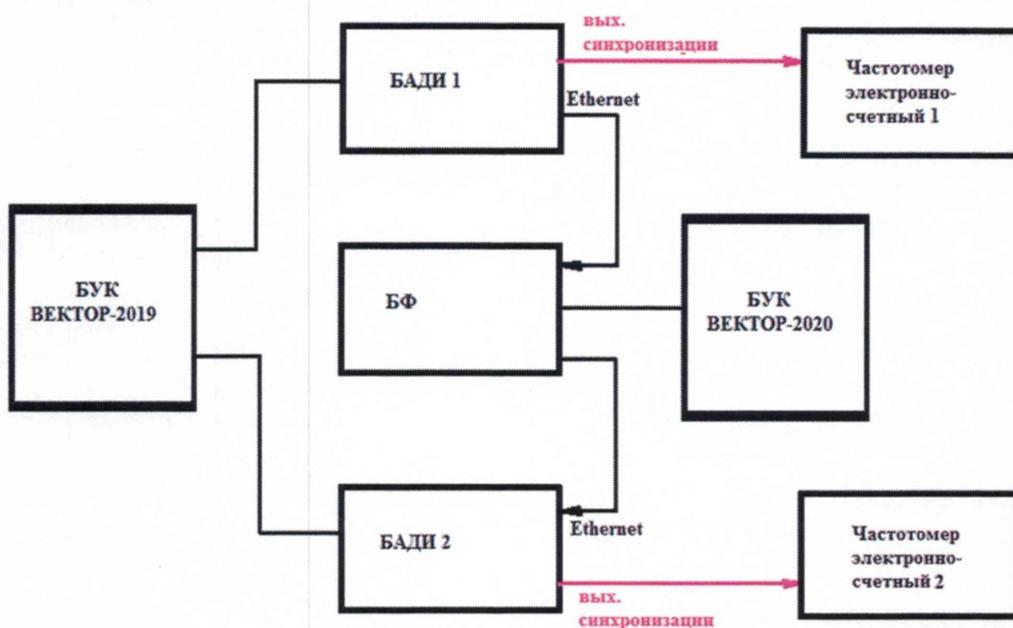 вых.
синхронизации
БАДИ 1
Ethernet
Частотомер
электронно-
счетный 1
БУК
ВЕКТОР-2019
БФ
БУК
ВЕКТОР-2020
БАДИ 2
Ethernet
Частотомер
электронно-
счетный 2
вых.
синхронизации